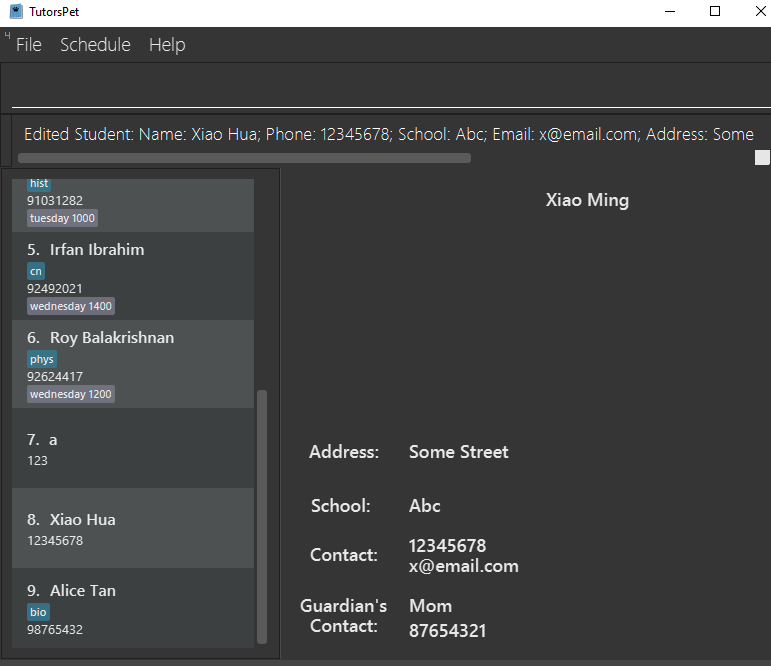 TutorsPet
File Schedule Help
Edited Student: Name: Xiao Hua; Phone: 12345678; School: Abc; Email: x@email.com; Address: Some
hist
91031282
tuesday 1000
5. Irfan Ibrahim
cn
92492021
wednesday 1400
6. Roy Balakrishnan
phys
92624417
wednesday 1200
7. a
123
8. Xiao Hua
12345678
9. Alice Tan
bio
98765432
Xiao Ming
Address: Some Street
School: Abc
Contact: 12345678
x@email.com
Guardian's Mom
Contact: 87654321